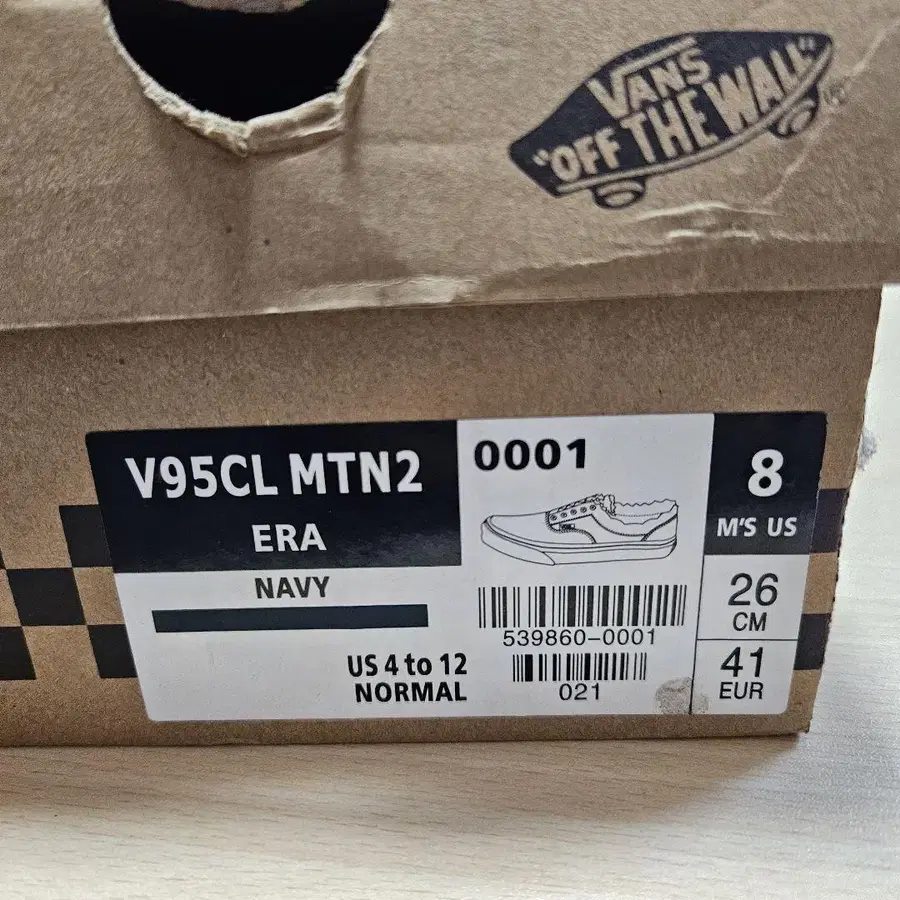 VANS
"OFF THE WALL"
V95CL MTN2
ERA
NAVY
US 4 to 12
NORMAL
0001
539860-0001
021
8
M'S US
26
CM
41
EUR